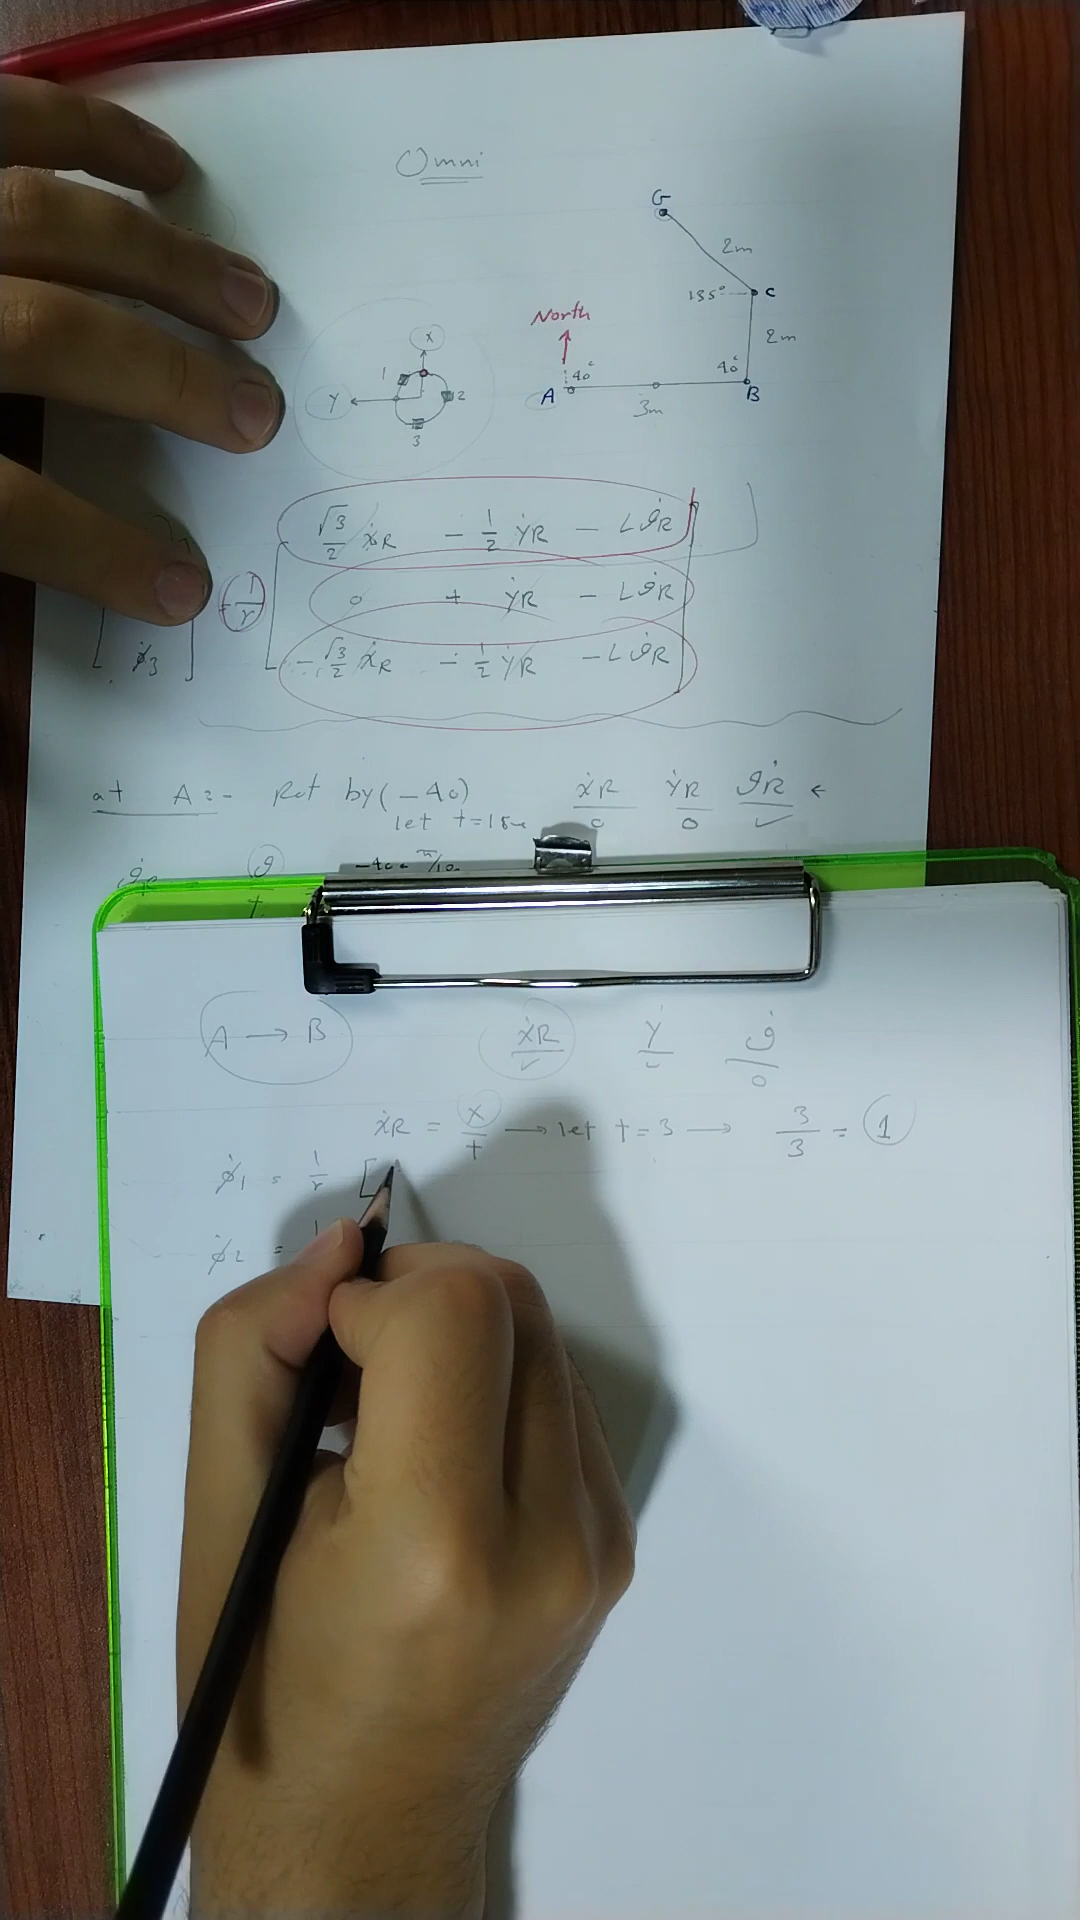 Omni
G
2m
135° C
North
2m
X
40° 40°
1
A B
Y 2
3m
3
√3/2 ẊR - 1/2 ẎR - Lϑ̇R
1/r 0 + ẎR - Lϑ̇R
φ̇3 - √3/2 ẊR - 1/2 ẎR - Lϑ̇R
at A:- Rot by (-40) ẊR ẎR ϑ̇R ←
let t=1 0 0 ✓
ϑ
A → B ẊR Ẏ ϑ̇
0
ẊR = X/t → let t=3 → 3/3 = 1
φ̇1 = 1/r [
φ̇2 = 1